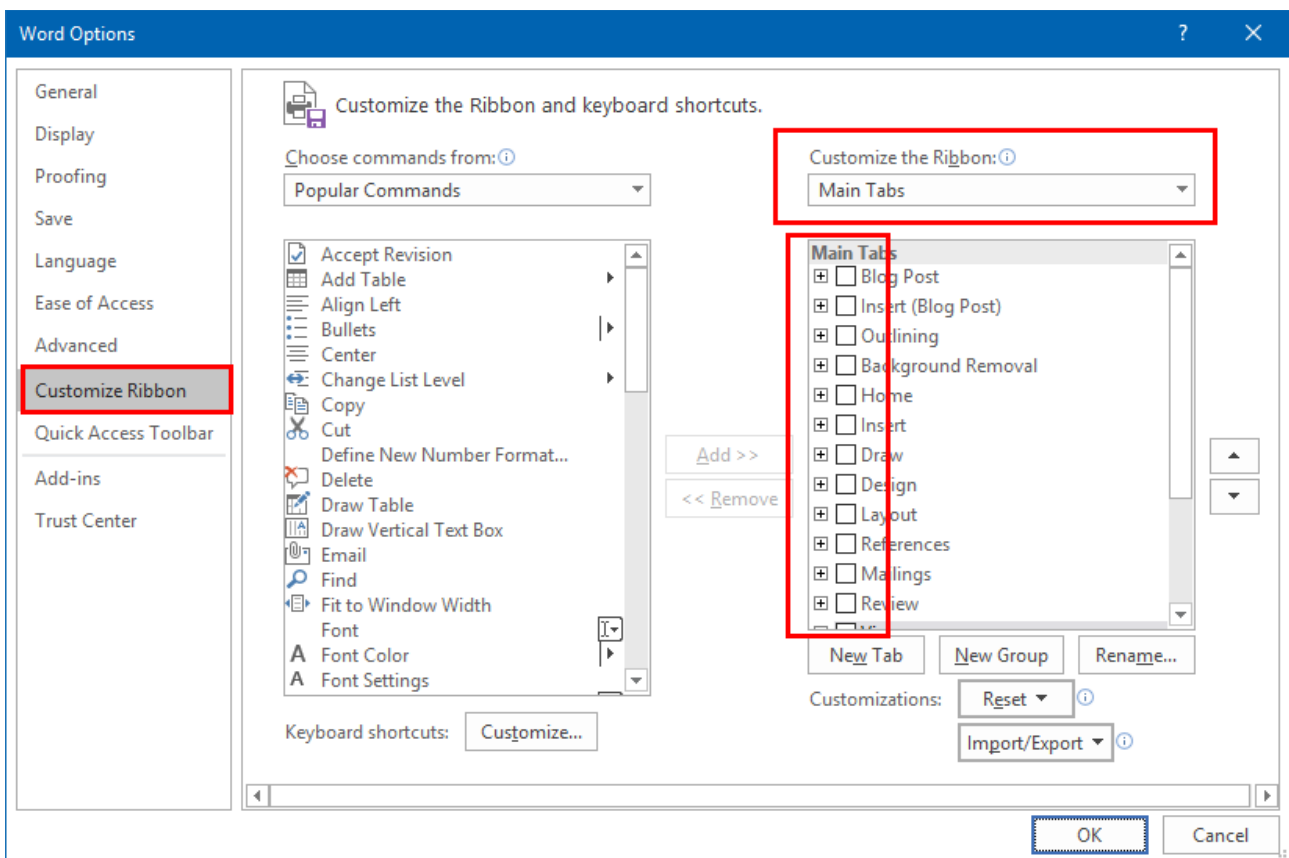 Word Options
?
General
Display
Proofing
Save
Language
Ease of Access
Advanced
Customize Ribbon
Quick Access Toolbar
Add-ins
Trust Center
Customize the Ribbon and keyboard shortcuts.
Choose commands from:
Popular Commands
Accept Revision
Add Table
Align Left
Bullets
Center
Change List Level
Copy
Cut
Define New Number Format...
Delete
Draw Table
Draw Vertical Text Box
Email
Find
Fit to Window Width
Font
Font Color
Font Settings
Keyboard shortcuts: Customize...
Add >>
<< Remove
Customize the Ribbon:
Main Tabs
Main Tabs
Blog Post
Insert (Blog Post)
Outlining
Background Removal
Home
Insert
Draw
Design
Layout
References
Mailings
Review
New Tab New Group Rename...
Customizations: Reset
Import/Export
OK Cancel